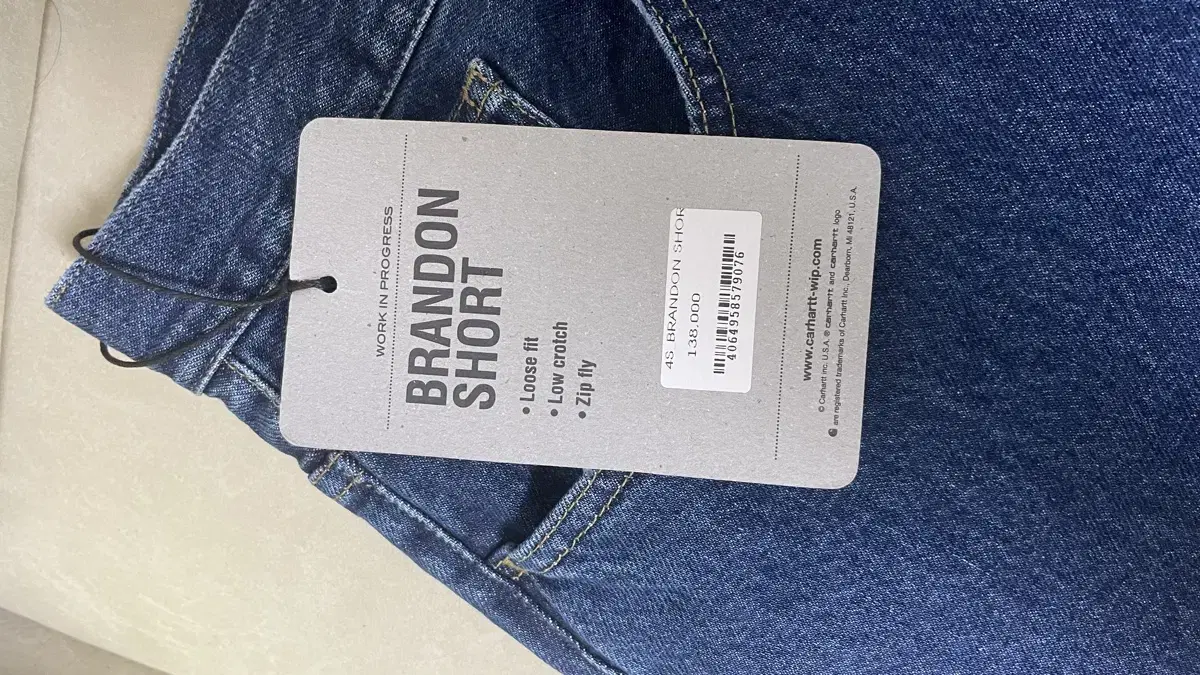 WORK IN PROGRESS
BRANDON
SHORT
• Loose fit
• Low crotch
• Zip fly
4S BRANDON SHOR
138.000
4064958579076
www.carhartt-wip.com
© Carhartt Inc. U.S.A. ® carhartt and carhartt logo
are registered trademarks of Carhartt Inc., Dearborn, MI 48121, U.S.A.